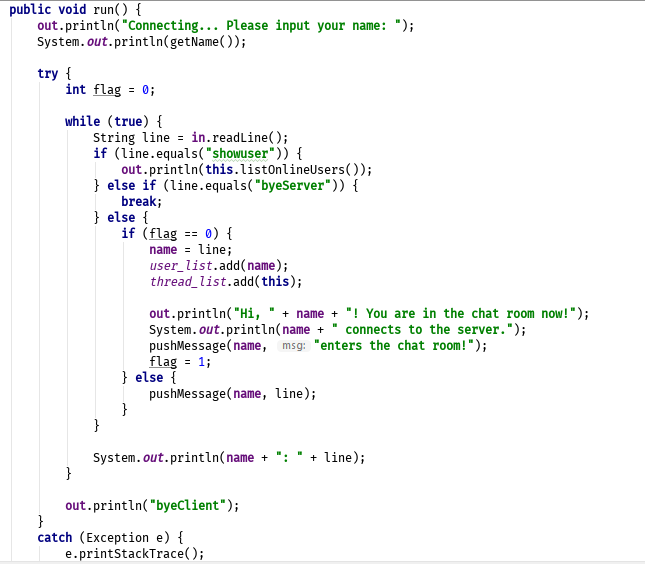 public void run() {
    out.println("Connecting... Please input your name: ");
    System.out.println(getName());

    try {
        int flag = 0;

        while (true) {
            String line = in.readLine();
            if (line.equals("showuser")) {
                out.println(this.listOnlineUsers());
            } else if (line.equals("byeServer")) {
                break;
            } else {
                if (flag == 0) {
                    name = line;
                    user_list.add(name);
                    thread_list.add(this);

                    out.println("Hi, " + name + "! You are in the chat room now!");
                    System.out.println(name + " connects to the server.");
                    pushMessage(name, msg: "enters the chat room!");
                    flag = 1;
                } else {
                    pushMessage(name, line);
                }
            }

            System.out.println(name + ": " + line);
        }

        out.println("byeClient");
    }
    catch (Exception e) {
        e.printStackTrace();